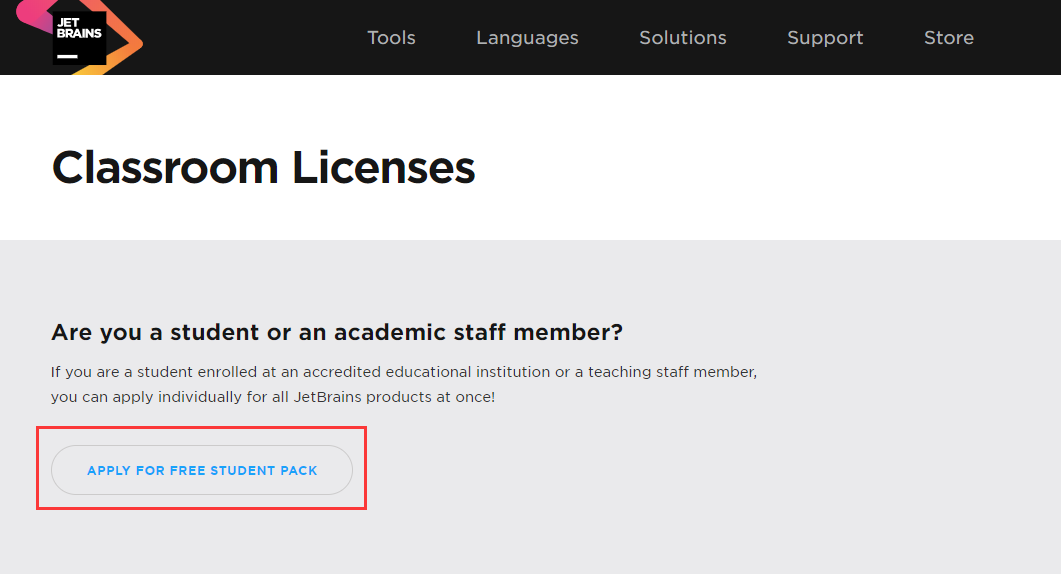 JET
BRAINS
Tools Languages Solutions Support Store
Classroom Licenses
Are you a student or an academic staff member?
If you are a student enrolled at an accredited educational institution or a teaching staff member,
you can apply individually for all JetBrains products at once!
APPLY FOR FREE STUDENT PACK